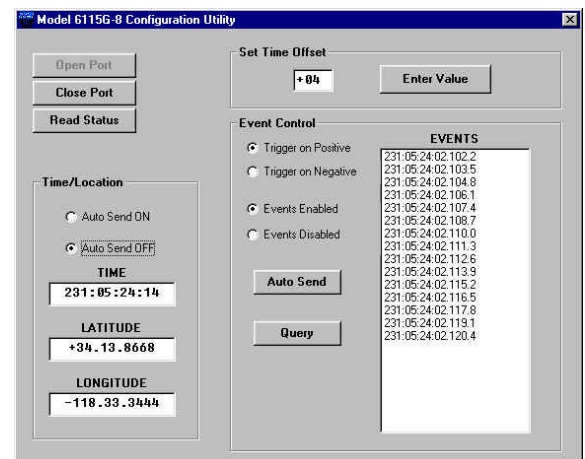 Model 6115G-8 Configuration Utility
Open Port
Close Port
Read Status
Set Time Offset
+04
Enter Value
Time/Location
Auto Send ON
Auto Send OFF
TIME
231:05:24:14
LATITUDE
+34.13.8668
LONGITUDE
-118.33.3444
Event Control
Trigger on Positive
Trigger on Negative
Events Enabled
Events Disabled
Auto Send
Query
EVENTS
231:05:24:02.102.2
231:05:24:02.103.5
231:05:24:02.104.8
231:05:24:02.106.1
231:05:24:02.107.4
231:05:24:02.108.7
231:05:24:02.110.0
231:05:24:02.111.3
231:05:24:02.112.6
231:05:24:02.113.9
231:05:24:02.115.2
231:05:24:02.116.5
231:05:24:02.117.8
231:05:24:02.119.1
231:05:24:02.120.4